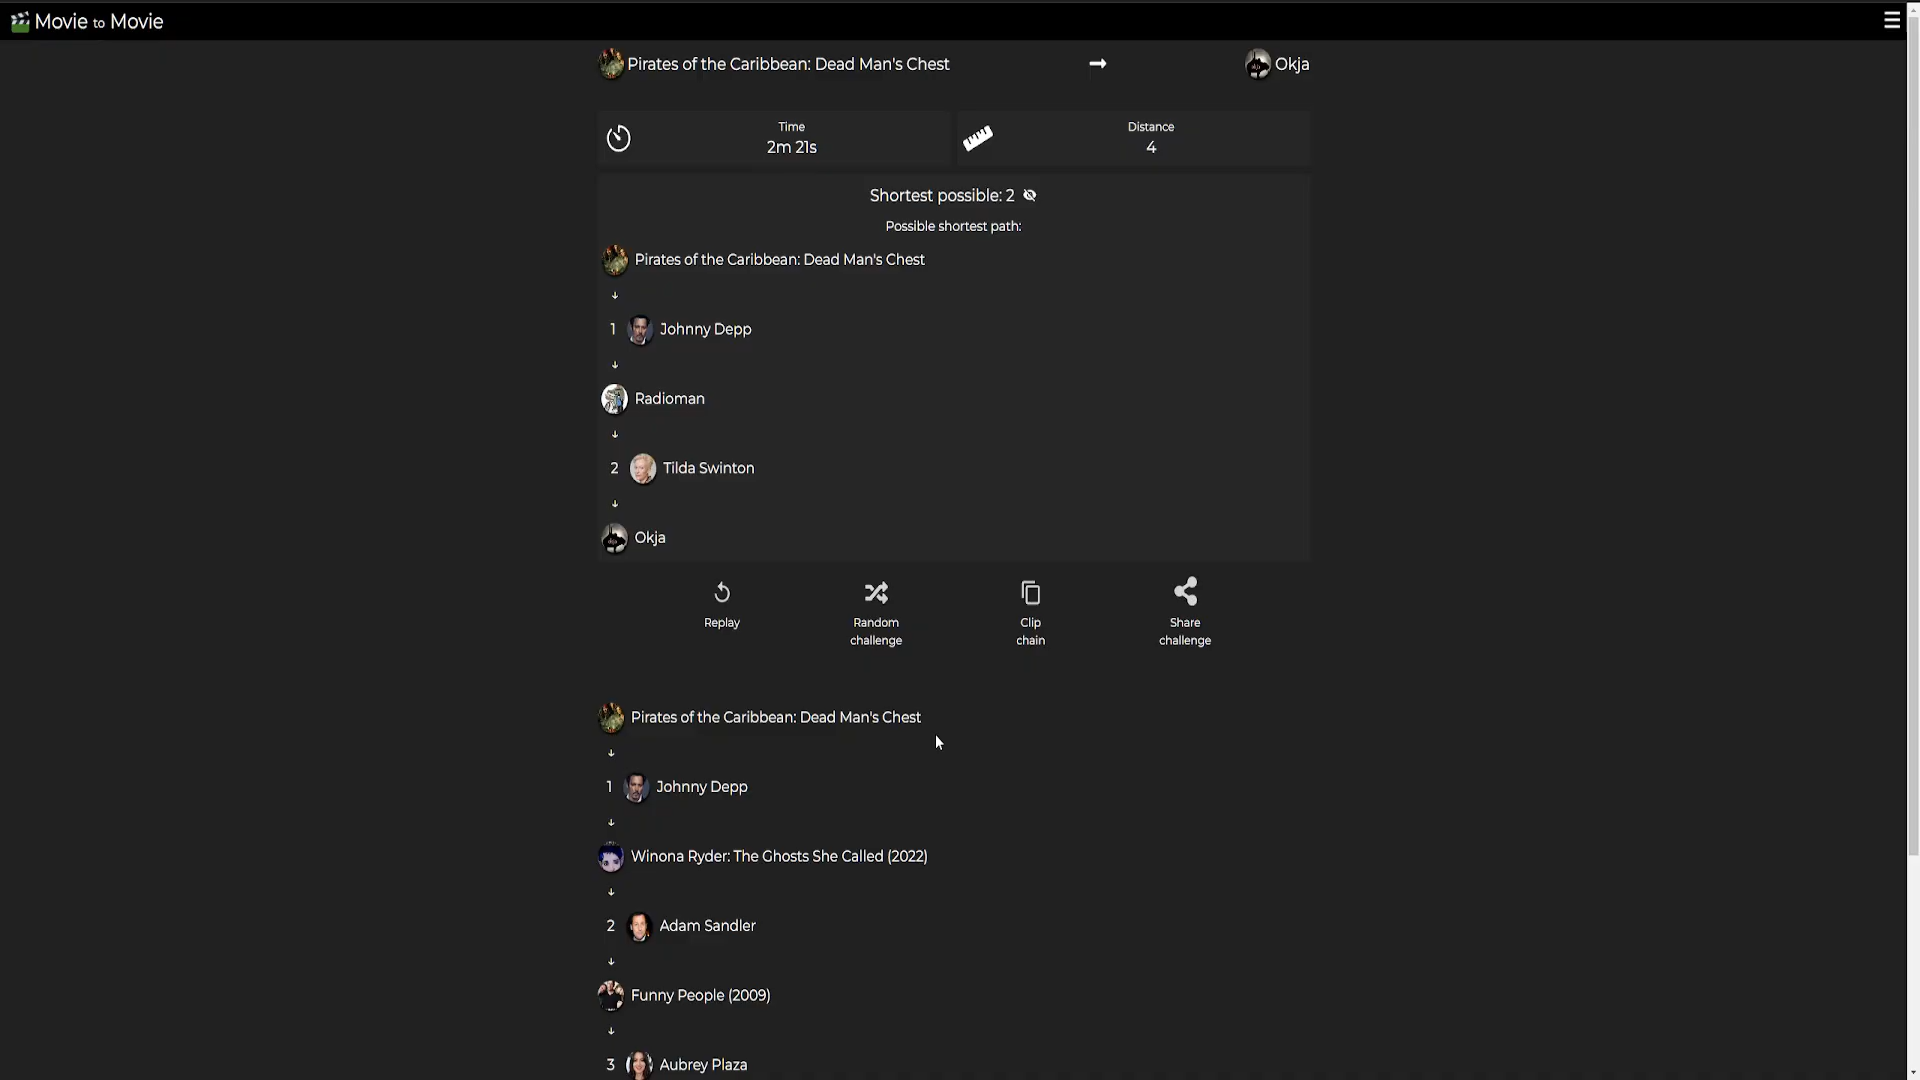 Movie to Movie
Pirates of the Caribbean: Dead Man's Chest
Okja
Time
2m 21s
Distance
4
Shortest possible: 2
Possible shortest path:
Pirates of the Caribbean: Dead Man's Chest
1 Johnny Depp
Radioman
2 Tilda Swinton
Okja
Replay
Random
challenge
Clip
chain
Share
challenge
Pirates of the Caribbean: Dead Man's Chest
1 Johnny Depp
Winona Ryder: The Ghosts She Called (2022)
2 Adam Sandler
Funny People (2009)
3 Aubrey Plaza